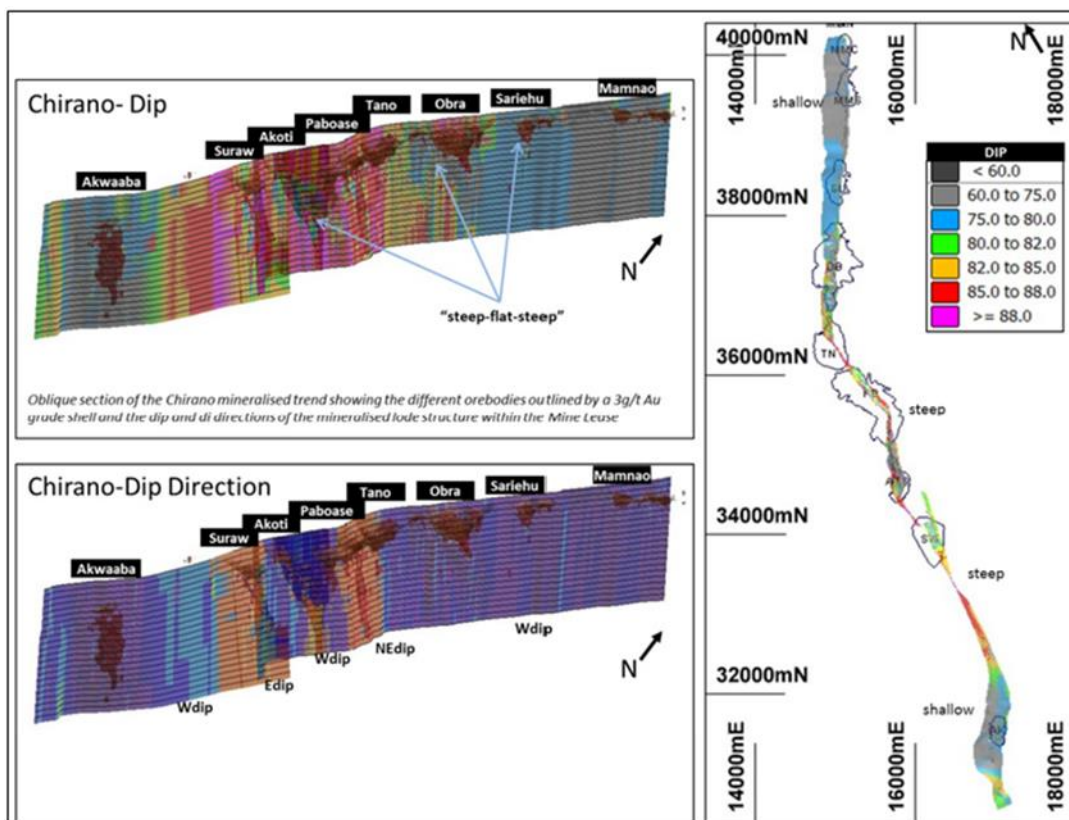 Chirano- Dip
Mamnao
Sariehu
Obra
Tano
Paboase
Akoti
Suraw
Akwaaba
N
"steep-flat-steep"
Oblique section of the Chirano mineralised trend showing the different orebodies outlined by a 3g/t Au
grade shell and the dip and di directions of the mineralised lode structure within the Mine Lease
Chirano-Dip Direction
Mamnao
Sariehu
Obra
Tano
Paboase
Akoti
Suraw
Akwaaba
Wdip
NEdip
Wdip
Edip
Wdip
N
40000mN
14000mE
16000mE
18000mE
N
shallow
DIP
< 60.0
60.0 to 75.0
75.0 to 80.0
80.0 to 82.0
82.0 to 85.0
85.0 to 88.0
>= 88.0
38000mN
36000mN
TN
steep
34000mN
steep
32000mN
shallow
14000mE
16000mE
18000mE